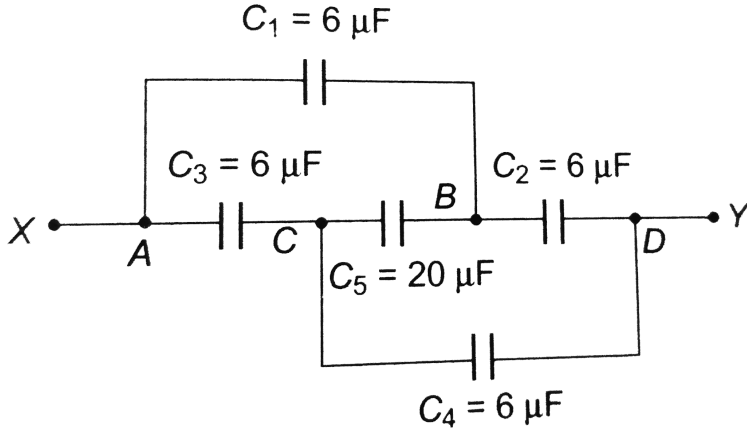 C₁ = 6 µF
C₃ = 6 µF
C₂ = 6 µF
B
X
Y
A
C
D
C₅ = 20 µF
C₄ = 6 µF